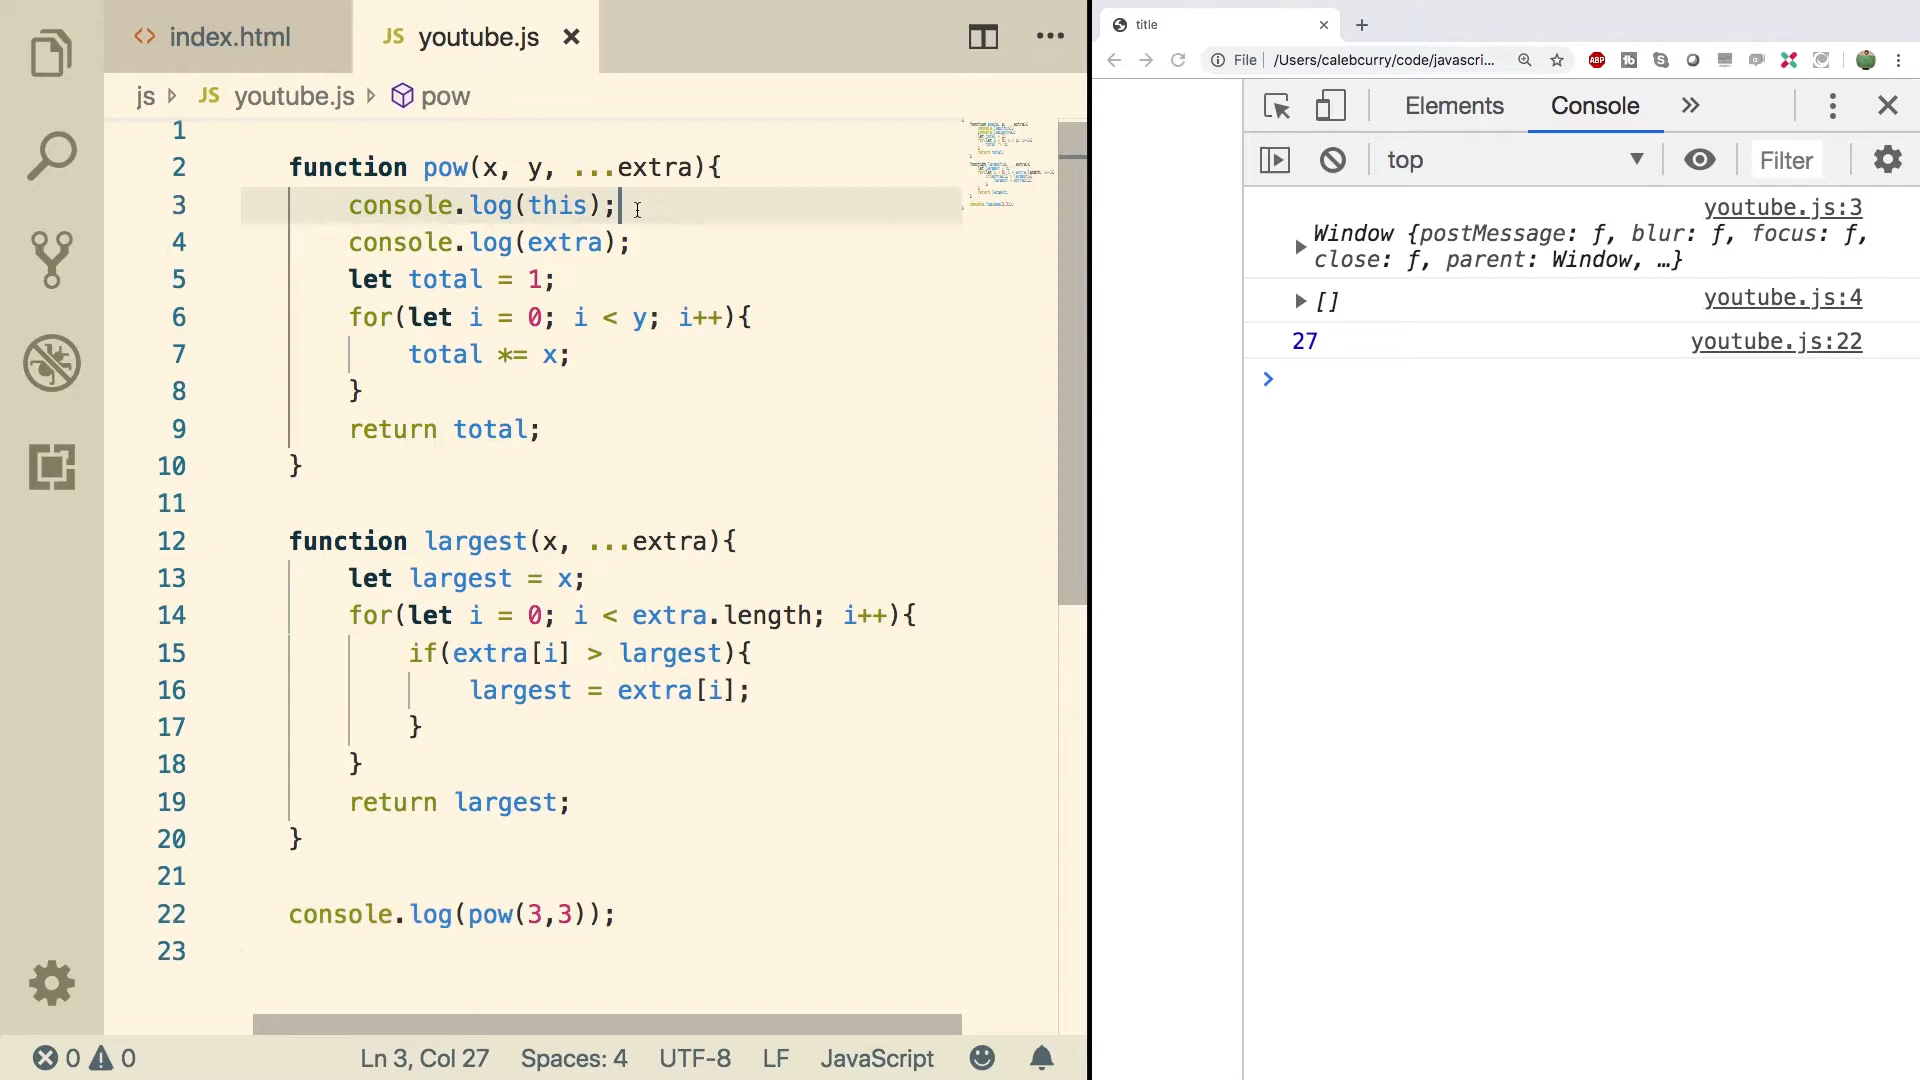 <> index.html
JS youtube.js ×
js > JS youtube.js > pow
1
2 function pow(x, y, ...extra){
3 console.log(this);
4 console.log(extra);
5 let total = 1;
6 for(let i = 0; i < y; i++){
7 total *= x;
8 }
9 return total;
10 }
11
12 function largest(x, ...extra){
13 let largest = x;
14 for(let i = 0; i < extra.length; i++){
15 if(extra[i] > largest){
16 largest = extra[i];
17 }
18 }
19 return largest;
20 }
21
22 console.log(pow(3,3));
23
0 0 Ln 3, Col 27 Spaces: 4 UTF-8 LF JavaScript
title
File /Users/calebcurry/code/javascri...
ABP
Elements Console »
top Filter
youtube.js:3
Window {postMessage: ƒ, blur: ƒ, focus: ƒ,
close: ƒ, parent: Window, …}
[] youtube.js:4
27 youtube.js:22
>